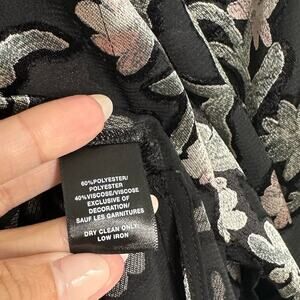 60%POLYESTER/
POLYESTER
40%VISCOSE/VISCOSE
EXCLUSIVE OF
DECORATION/
SAUF LES GARNITURES
DRY CLEAN ONLY;
LOW IRON